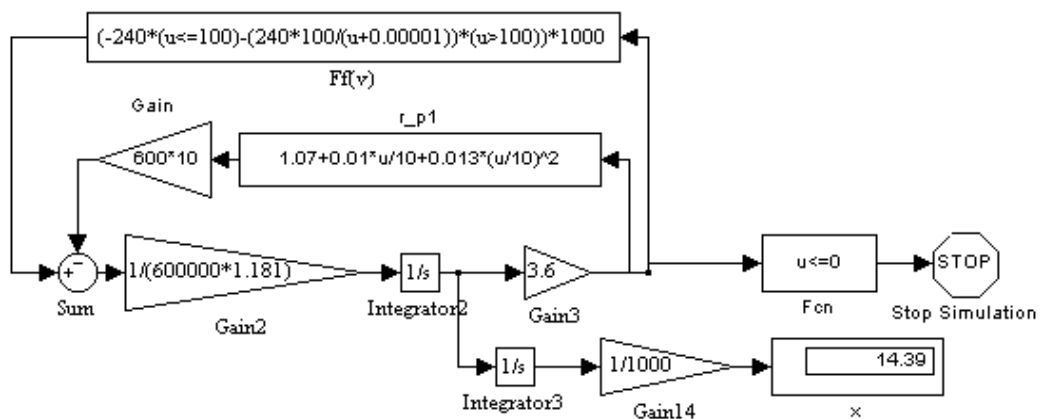 (-240*(u<=100)-(240*100/(u+0.00001))*(u>100))*1000
Ff(v)
Gain
r_p1
600*10
1.07+0.01*u/10+0.013*(u/10)^2
+
−
Sum
1/(600000*1.181)
Gain2
1/s
Integrator2
3.6
Gain3
u<=0
Fcn
STOP
Stop Simulation
1/s
Integrator3
1/1000
Gain14
14.39
x